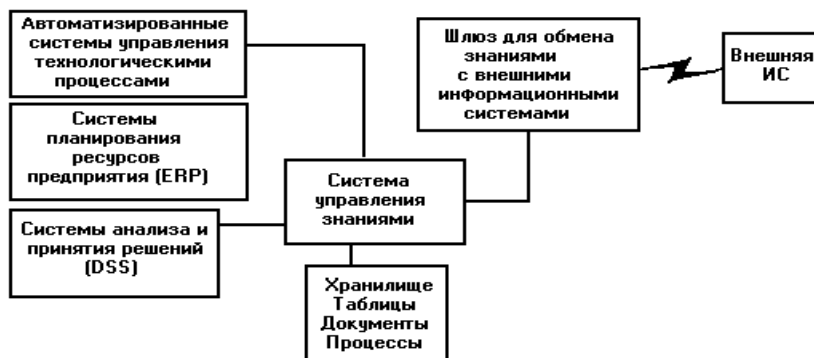 Автоматизированные
системы управления
технологическими
процессами
Системы
планирования
ресурсов
предприятия (ERP)
Системы анализа и
принятия решений
(DSS)
Система
управления
знаниями
Хранилище
Таблицы
Документы
Процессы
Шлюз для обмена
знаниями
с внешними
информационными
системами
Внешняя
ИС